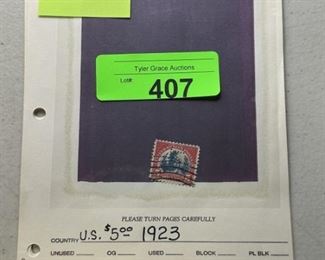 Tyler Grace Auctions
Lot#: 407
PLEASE TURN PAGES CAREFULLY
COUNTRY U.S. $5.00 1923
UNUSED OG USED BLOCK PL BLK